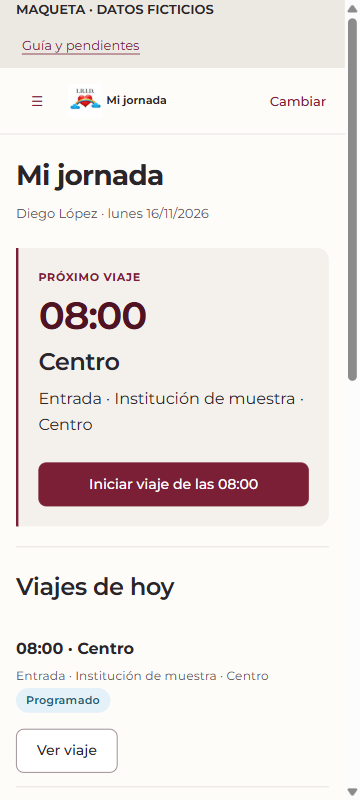 MAQUETA · DATOS FICTICIOS
Guía y pendientes
☰ I.R.I.D. Mi jornada Cambiar
Mi jornada
Diego López · lunes 16/11/2026
PRÓXIMO VIAJE
08:00
Centro
Entrada · Institución de muestra ·
Centro
Iniciar viaje de las 08:00
Viajes de hoy
08:00 · Centro
Entrada · Institución de muestra · Centro
Programado
Ver viaje